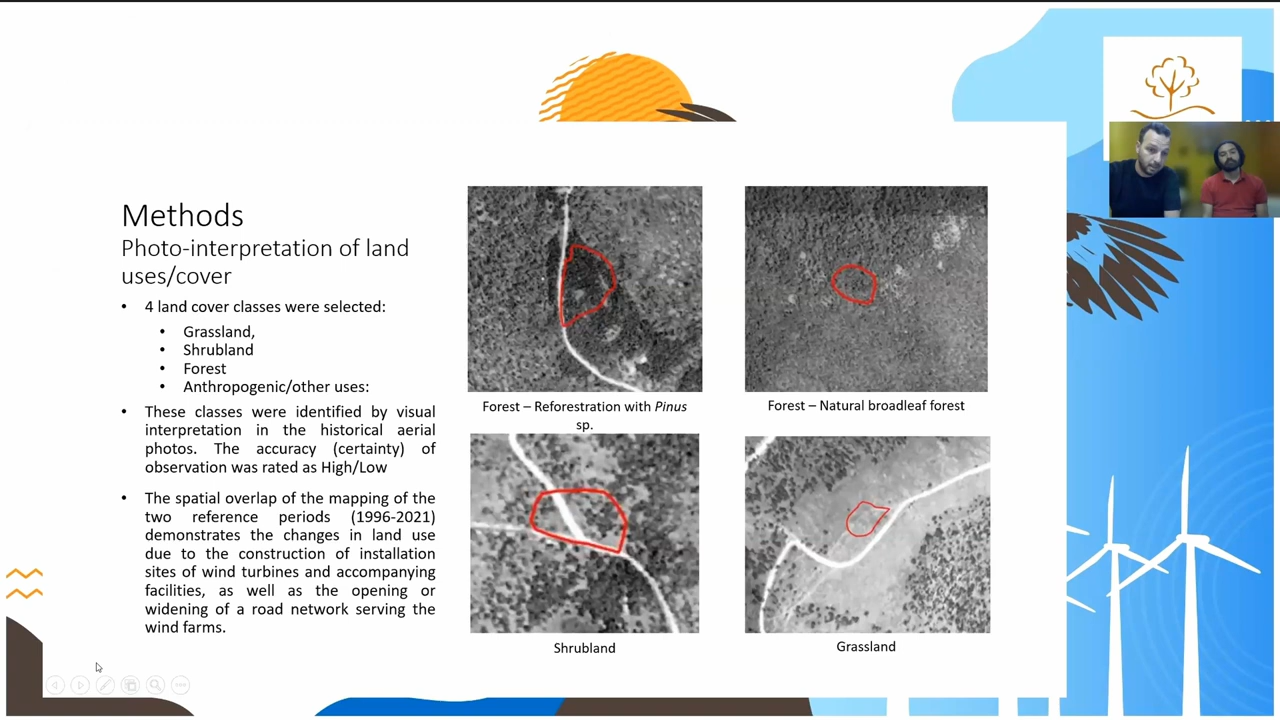 Methods
Photo-interpretation of land
uses/cover
• 4 land cover classes were selected:
• Grassland,
• Shrubland
• Forest
• Anthropogenic/other uses:
• These classes were identified by visual
interpretation in the historical aerial
photos. The accuracy (certainty) of
observation was rated as High/Low
• The spatial overlap of the mapping of the
two reference periods (1996-2021)
demonstrates the changes in land use
due to the construction of installation
sites of wind turbines and accompanying
facilities, as well as the opening or
widening of a road network serving the
wind farms.
Forest – Reforestration with Pinus
sp.
Forest – Natural broadleaf forest
Shrubland
Grassland